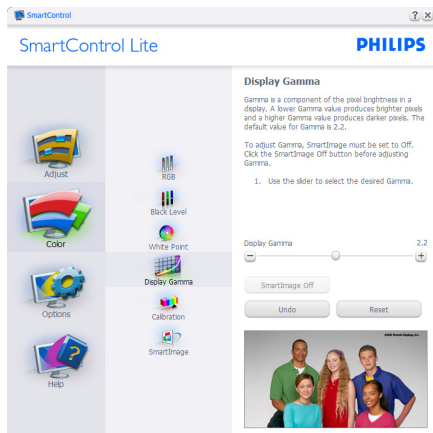 SmartControl
SmartControl Lite
PHILIPS
Adjust
Color
Options
Help
RGB
Black Level
White Point
Display Gamma
Calibration
SmartImage
Display Gamma
Gamma is a component of the pixel brightness in a
display. A lower Gamma value produces brighter pixels
and a higher Gamma value produces darker pixels. The
default value for Gamma is 2.2.
To adjust Gamma, SmartImage must be set to Off.
Click the SmartImage Off button before adjusting
Gamma.
1. Use the slider to select the desired Gamma.
Display Gamma 2.2
SmartImage Off
Undo Reset